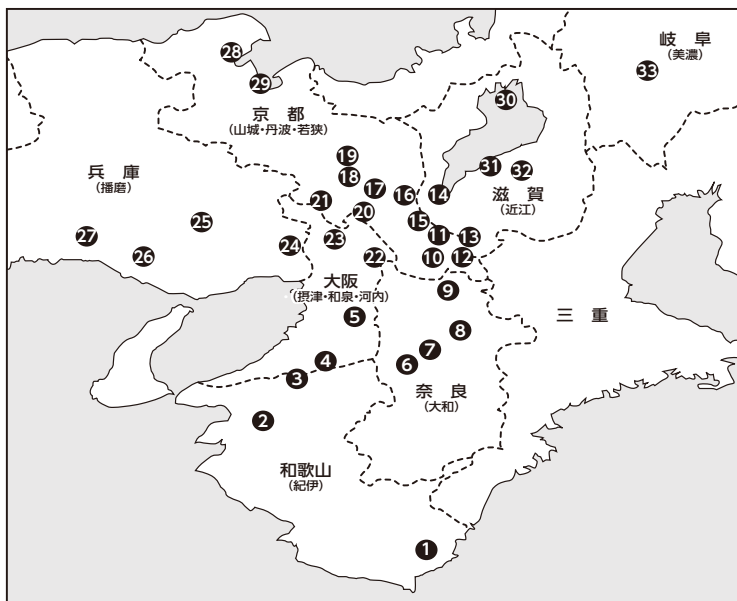 28
29
岐 阜
(美濃)
33
30
京 都
(山城・丹波・若狭)
兵 庫
(播磨)
19
18
17
16
14
31
32
滋 賀
(近江)
21
20
15
11
13
25
27
26
24
23
22
10
12
大 阪
(摂津・和泉・河内)
9
三 重
5
8
4
7
6
3
奈 良
(大和)
2
和歌山
(紀伊)
1